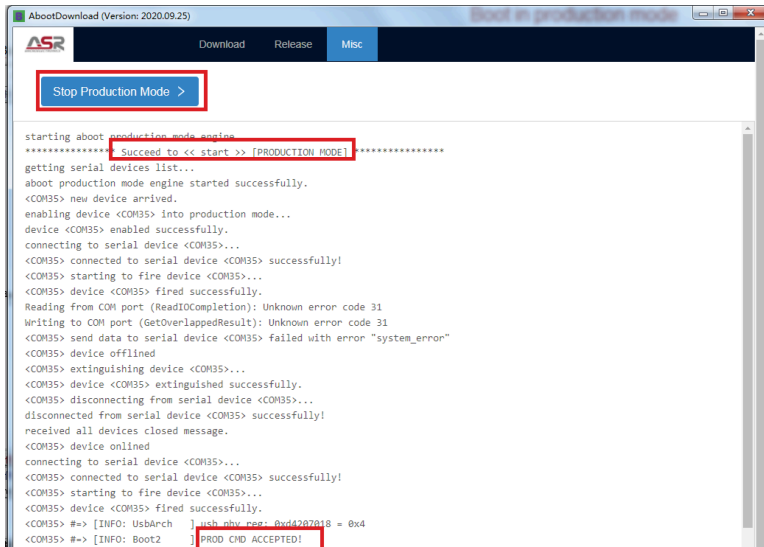 AbootDownload (Version: 2020.09.25)
Boot in production mode
ASR
Download Release Misc
Stop Production Mode >
starting aboot production mode engine
*************** Succeed to << start >> [PRODUCTION MODE] ***************
getting serial devices list...
aboot production mode engine started successfully.
<COM35> new device arrived.
enabling device <COM35> into production mode...
device <COM35> enabled successfully.
connecting to serial device <COM35>...
<COM35> connected to serial device <COM35> successfully!
<COM35> starting to fire device <COM35>...
<COM35> device <COM35> fired successfully.
Reading from COM port (ReadIOCompletion): Unknown error code 31
Writing to COM port (GetOverlappedResult): Unknown error code 31
<COM35> send data to serial device <COM35> failed with error "system_error"
<COM35> device offlined
<COM35> extinguishing device <COM35>...
<COM35> device <COM35> extinguished successfully.
<COM35> disconnecting from serial device <COM35>...
disconnected from serial device <COM35> successfully!
received all devices closed message.
<COM35> device onlined
connecting to serial device <COM35>...
<COM35> connected to serial device <COM35> successfully!
<COM35> starting to fire device <COM35>...
<COM35> device <COM35> fired successfully.
<COM35> #=> [INFO: UsbArch ] usb phy reg: 0xd4207018 = 0x4
<COM35> #=> [INFO: Boot2 ] PROD CMD ACCEPTED!